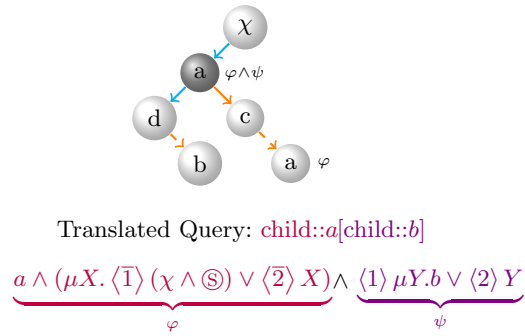 χ
a φ∧ψ
d c
b a φ
Translated Query: child::a[child::b]
a ∧ (μX. ⟨1̅⟩ (χ ∧ Ⓢ) ∨ ⟨2̅⟩ X) ∧ ⟨1⟩ μY.b ∨ ⟨2⟩ Y
φ ψ